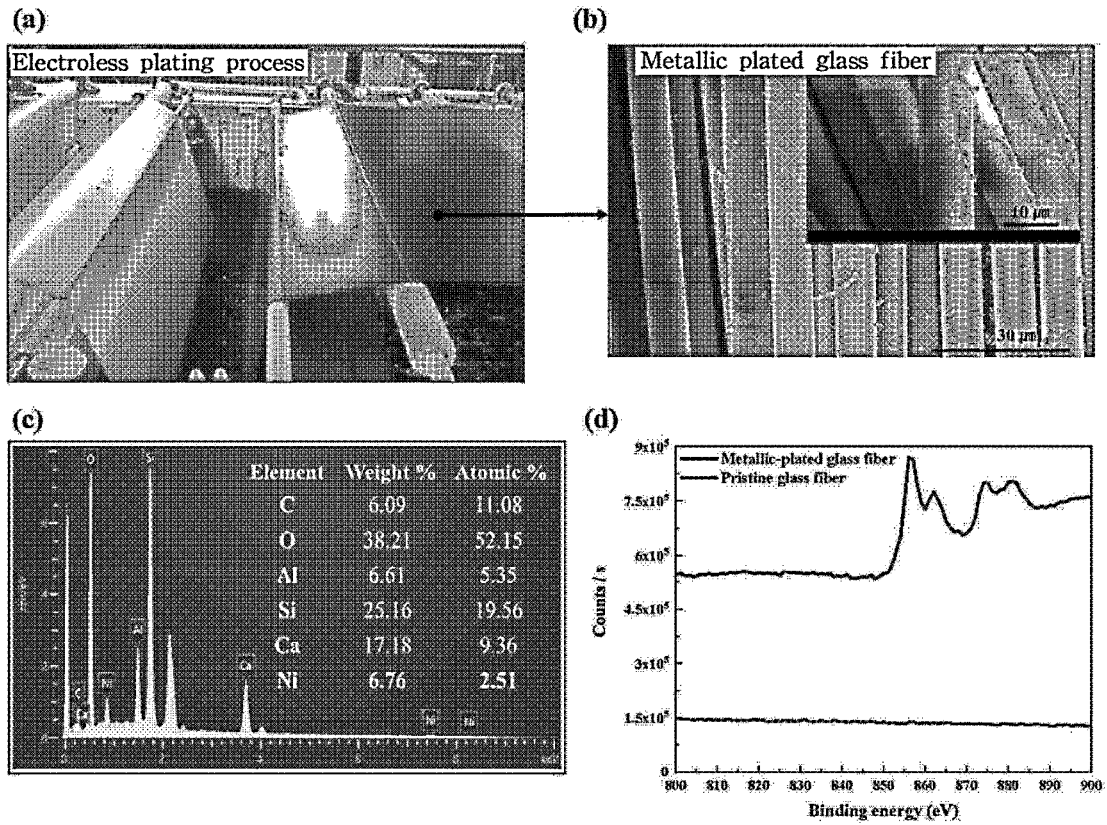 (a)
Electroless plating process
(b)
Metallic plated glass fiber
10 μm
30 μm
(c)
O
Si
Al
C
Ca
Ni
Ca
Ni
Element Weight % Atomic %
C 6.09 11.08
O 38.21 52.15
Al 6.61 5.35
Si 25.16 19.56
Ca 17.18 9.36
Ni 6.76 2.51
(d)
Metallic-plated glass fiber
Pristine glass fiber
9x10⁵
7.5x10⁵
6x10⁵
4.5x10⁵
3x10⁵
1.5x10⁵
0
Counts / s
800 810 820 830 840 850 860 870 880 890 900
Binding energy (eV)